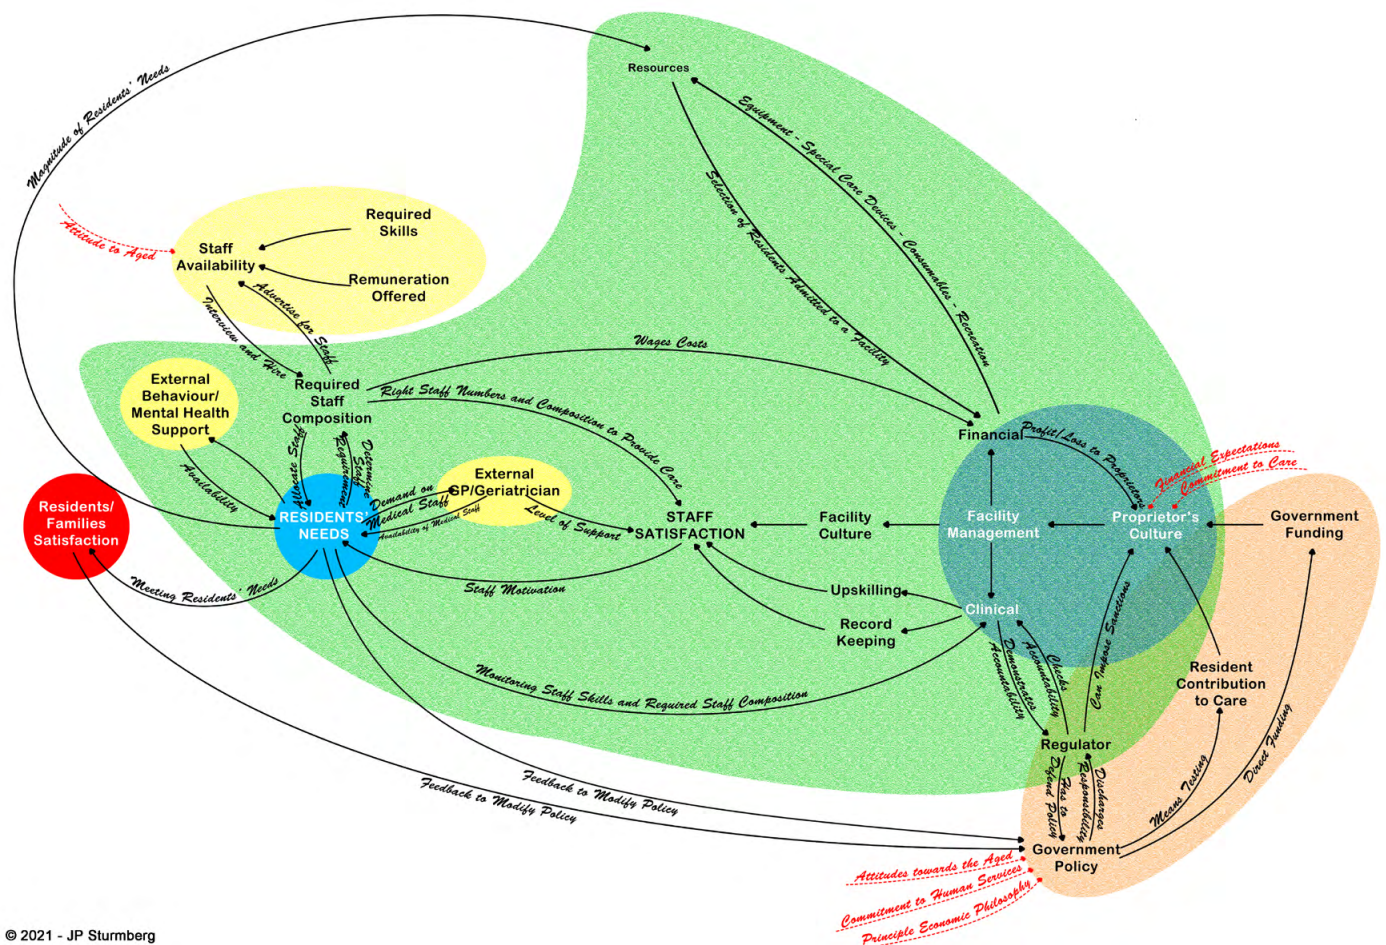 Resources
Magnitude of Residents' Needs
Equipment - Special Care Devices - Consumables - Recreation
Selection of Residents Admitted to a Facility
Required
Skills
Staff
Availability
Remuneration
Offered
Attitude to Aged
Advertise for Staff
Interview and Hire
Wages Costs
Required
Staff
Composition
Right Staff Numbers and Composition to Provide Care
External
Behaviour/
Mental Health
Support
Availability
Allocate Staff
Determine
Staff
Requirement
Financial
Profit/Loss to Proprietors
Financial Expectations
Commitment to Care
External
GP/Geriatrician
Demand on
Medical Staff
Availability of Medical Staff
Level of Support
Residents/
Families
Satisfaction
RESIDENTS'
NEEDS
STAFF
SATISFACTION
Facility
Culture
Facility
Management
Proprietor's
Culture
Government
Funding
Meeting Residents' Needs
Staff Motivation
Upskilling
Record
Keeping
Clinical
Monitoring Staff Skills and Required Staff Composition
Demonstrates
Accountability
Checks
Accountability
Can Impose Sanctions
Resident
Contribution
to Care
Regulator
Has to
Defend Policy
Discharges
Responsibility
Means Testing
Direct Funding
Feedback to Modify Policy
Feedback to Modify Policy
Government
Policy
Attitudes towards the Aged
Commitment to Human Services
Principle Economic Philosophy
© 2021 - JP Sturmberg